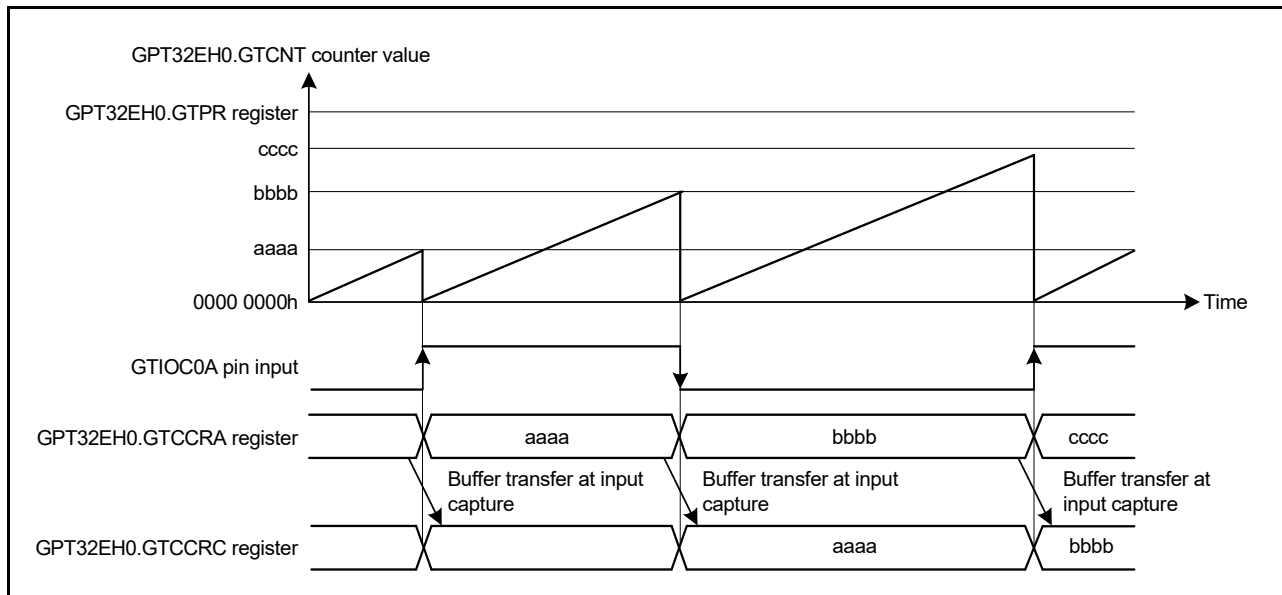 GPT32EH0.GTCNT counter value
GPT32EH0.GTPR register
cccc
bbbb
aaaa
0000 0000h
Time
GTIOC0A pin input
GPT32EH0.GTCCRA register
aaaa
bbbb
cccc
Buffer transfer at input
capture
Buffer transfer at input
capture
Buffer transfer at
input capture
GPT32EH0.GTCCRC register
aaaa
bbbb